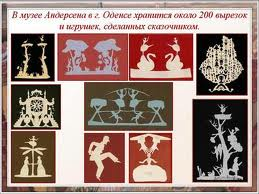 В музее Андерсена в г. Оденсе хранится около 200 вырезок
и игрушек, сделанных сказочником.